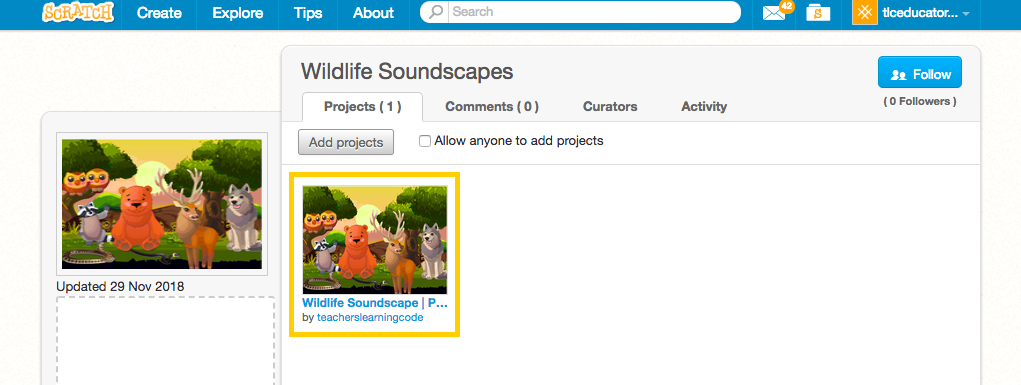 SCRATCH Create Explore Tips About Search 42 S tlceducator...
Wildlife Soundscapes
Follow
( 0 Followers )
Projects ( 1 ) Comments ( 0 ) Curators Activity
Add projects Allow anyone to add projects
Updated 29 Nov 2018
Wildlife Soundscape | P...
by teacherslearningcode